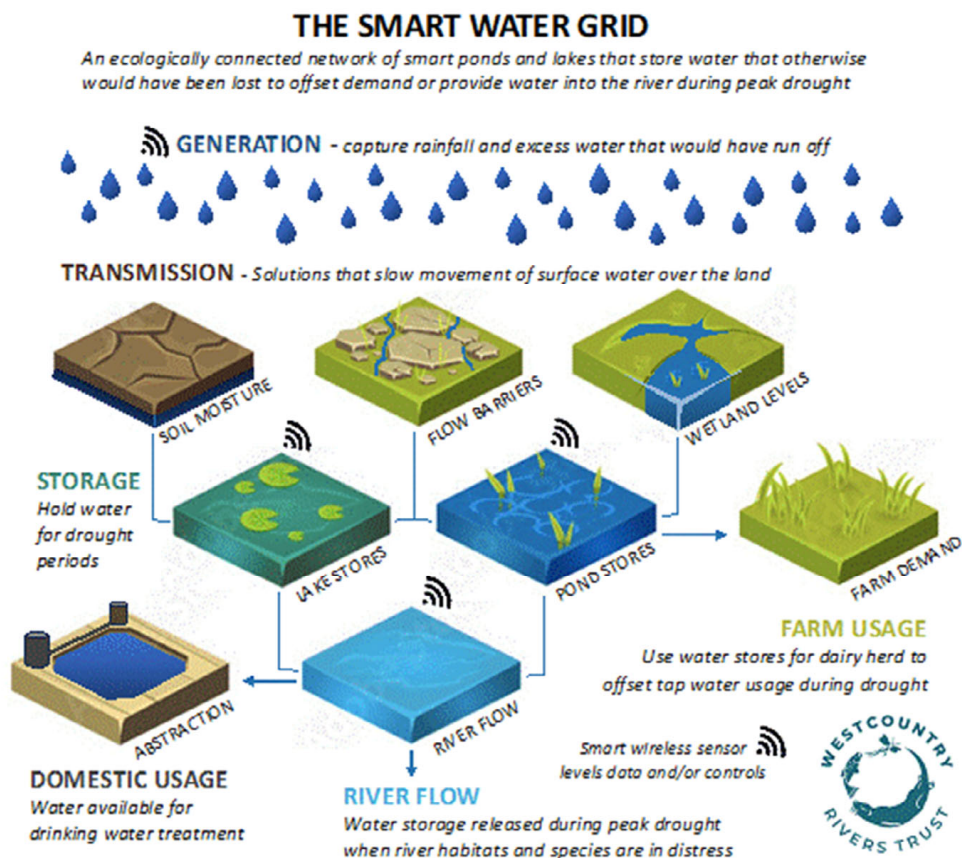 THE SMART WATER GRID
An ecologically connected network of smart ponds and lakes that store water that otherwise
would have been lost to offset demand or provide water into the river during peak drought
GENERATION - capture rainfall and excess water that would have run off
TRANSMISSION - Solutions that slow movement of surface water over the land
SOIL MOISTURE
FLOW BARRIERS
WETLAND LEVELS
STORAGE
Hold water
for drought
periods
LAKE STORES
POND STORES
FARM DEMAND
FARM USAGE
Use water stores for dairy herd to
offset tap water usage during drought
ABSTRACTION
RIVER FLOW
DOMESTIC USAGE
Water available for
drinking water treatment
RIVER FLOW
Water storage released during peak drought
when river habitats and species are in distress
Smart wireless sensor
levels data and/or controls
WESTCOUNTRY
RIVERS TRUST